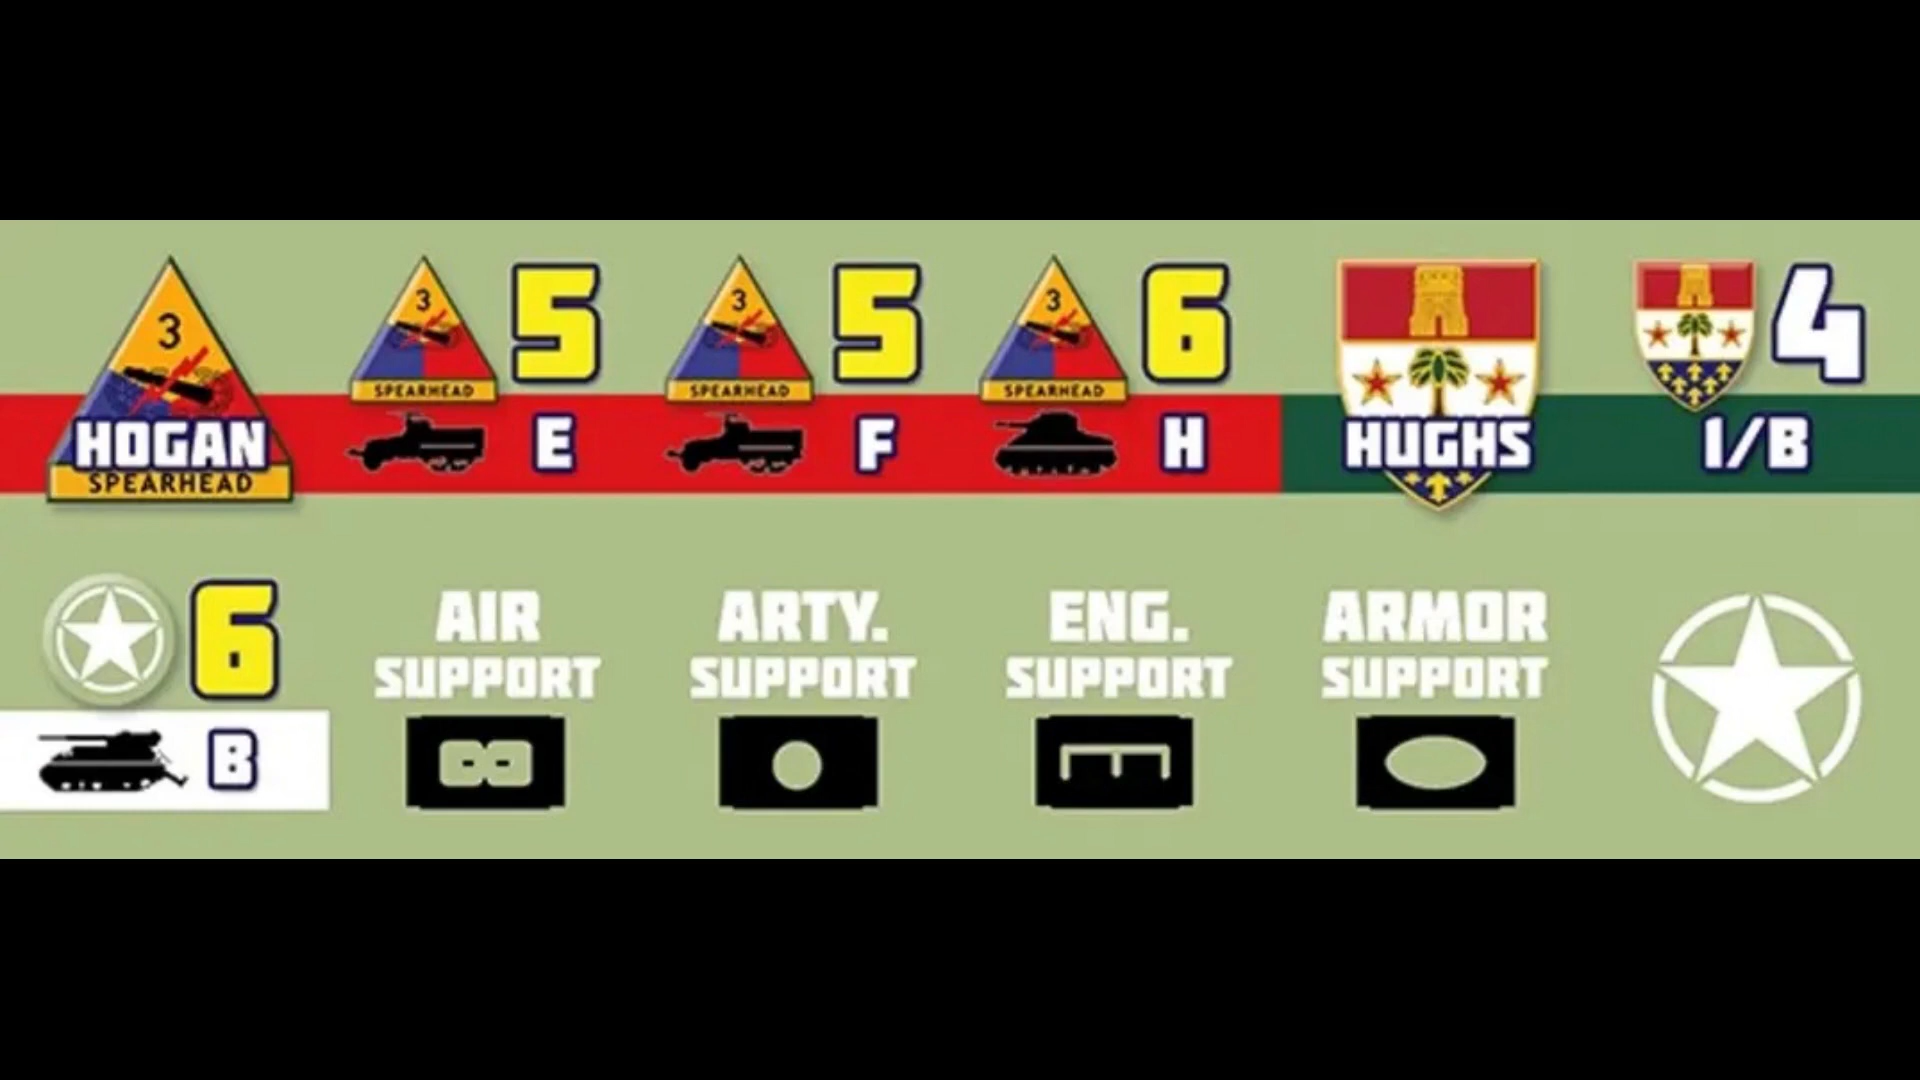 3
HOGAN
SPEARHEAD
3
SPEARHEAD
5
E
3
SPEARHEAD
5
F
3
SPEARHEAD
6
H
HUGHS
4
1/B
6
B
AIR
SUPPORT
ARTY.
SUPPORT
ENG.
SUPPORT
ARMOR
SUPPORT